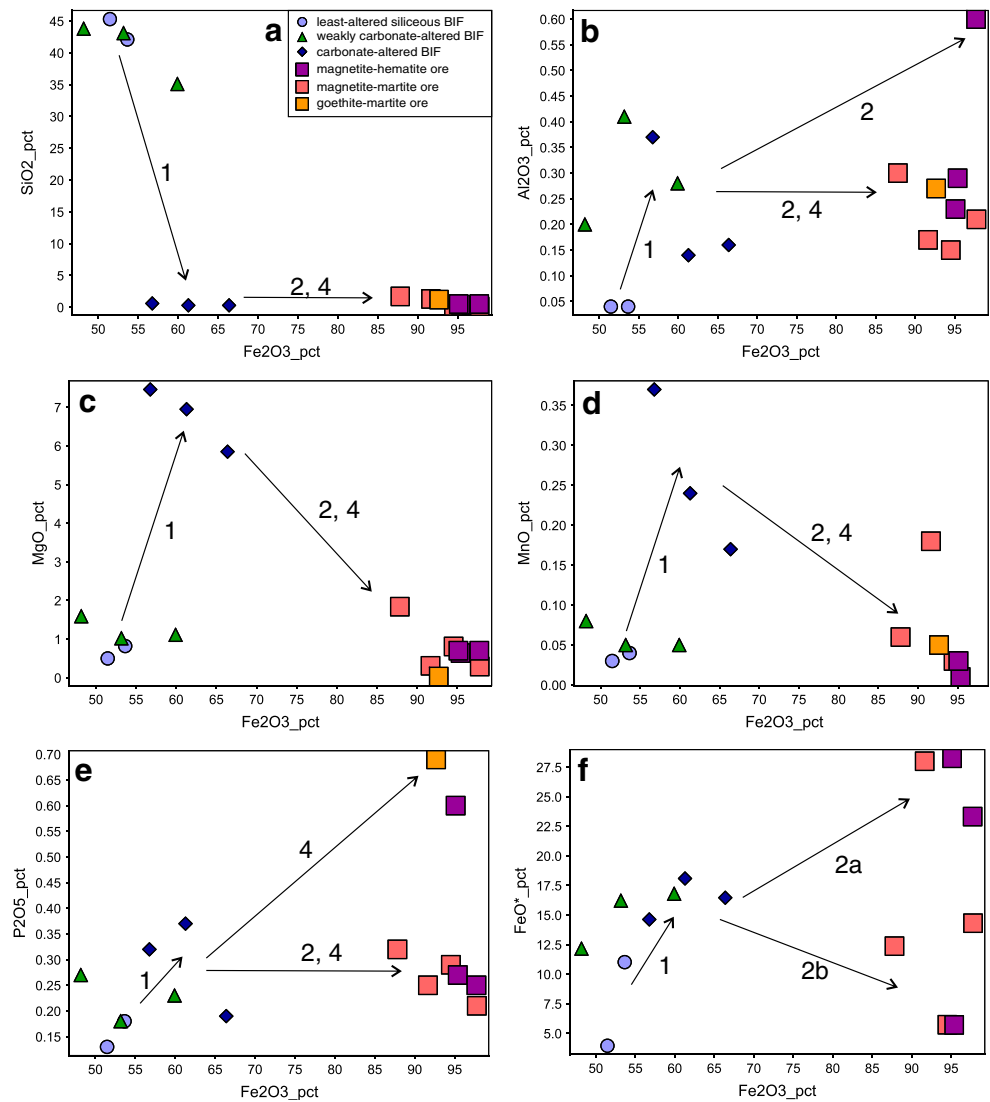 a
least-altered siliceous BIF
weakly carbonate-altered BIF
carbonate-altered BIF
magnetite-hematite ore
magnetite-martite ore
goethite-martite ore
SiO2_pct
45
40
35
30
25
20
15
10
5
0
1
2, 4
50 55 60 65 70 75 80 85 90 95
Fe2O3_pct
b
Al2O3_pct
0.60
0.55
0.50
0.45
0.40
0.35
0.30
0.25
0.20
0.15
0.10
0.05
2
2, 4
1
50 55 60 65 70 75 80 85 90 95
Fe2O3_pct
c
MgO_pct
7
6
5
4
3
2
1
0
1
2, 4
50 55 60 65 70 75 80 85 90 95
Fe2O3_pct
d
MnO_pct
0.35
0.30
0.25
0.20
0.15
0.10
0.05
0.00
1
2, 4
50 55 60 65 70 75 80 85 90 95
Fe2O3_pct
e
P2O5_pct
0.70
0.65
0.60
0.55
0.50
0.45
0.40
0.35
0.30
0.25
0.20
0.15
4
2, 4
1
50 55 60 65 70 75 80 85 90 95
Fe2O3_pct
f
FeO*_pct
27.5
25.0
22.5
20.0
17.5
15.0
12.5
10.0
7.5
5.0
2a
1
2b
50 55 60 65 70 75 80 85 90 95
Fe2O3_pct